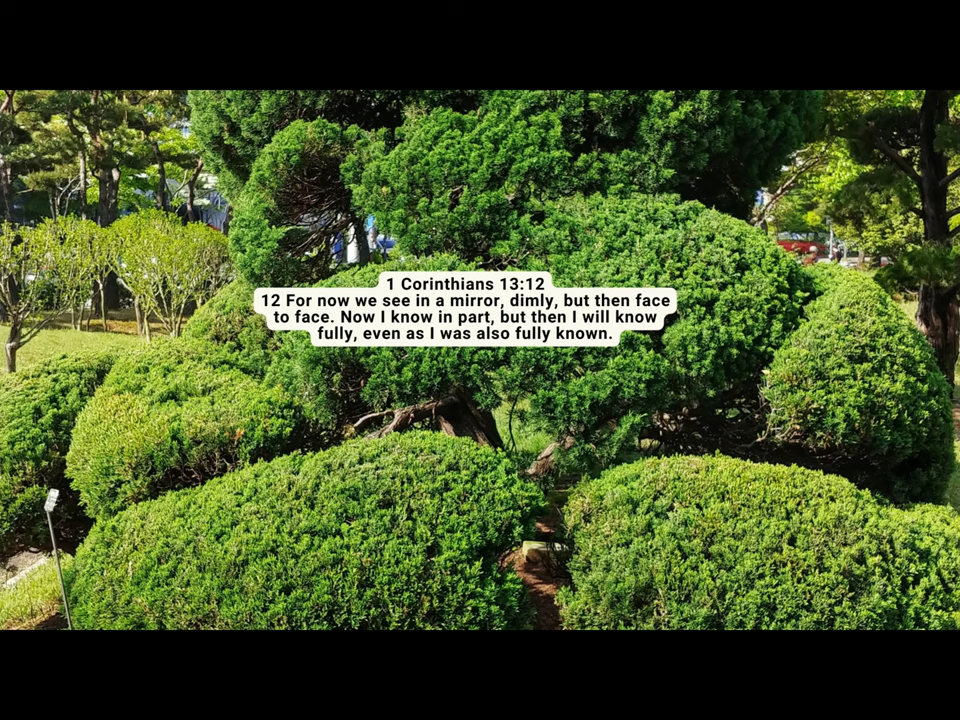 1 Corinthians 13:12
12 For now we see in a mirror, dimly, but then face
to face. Now I know in part, but then I will know
fully, even as I was also fully known.